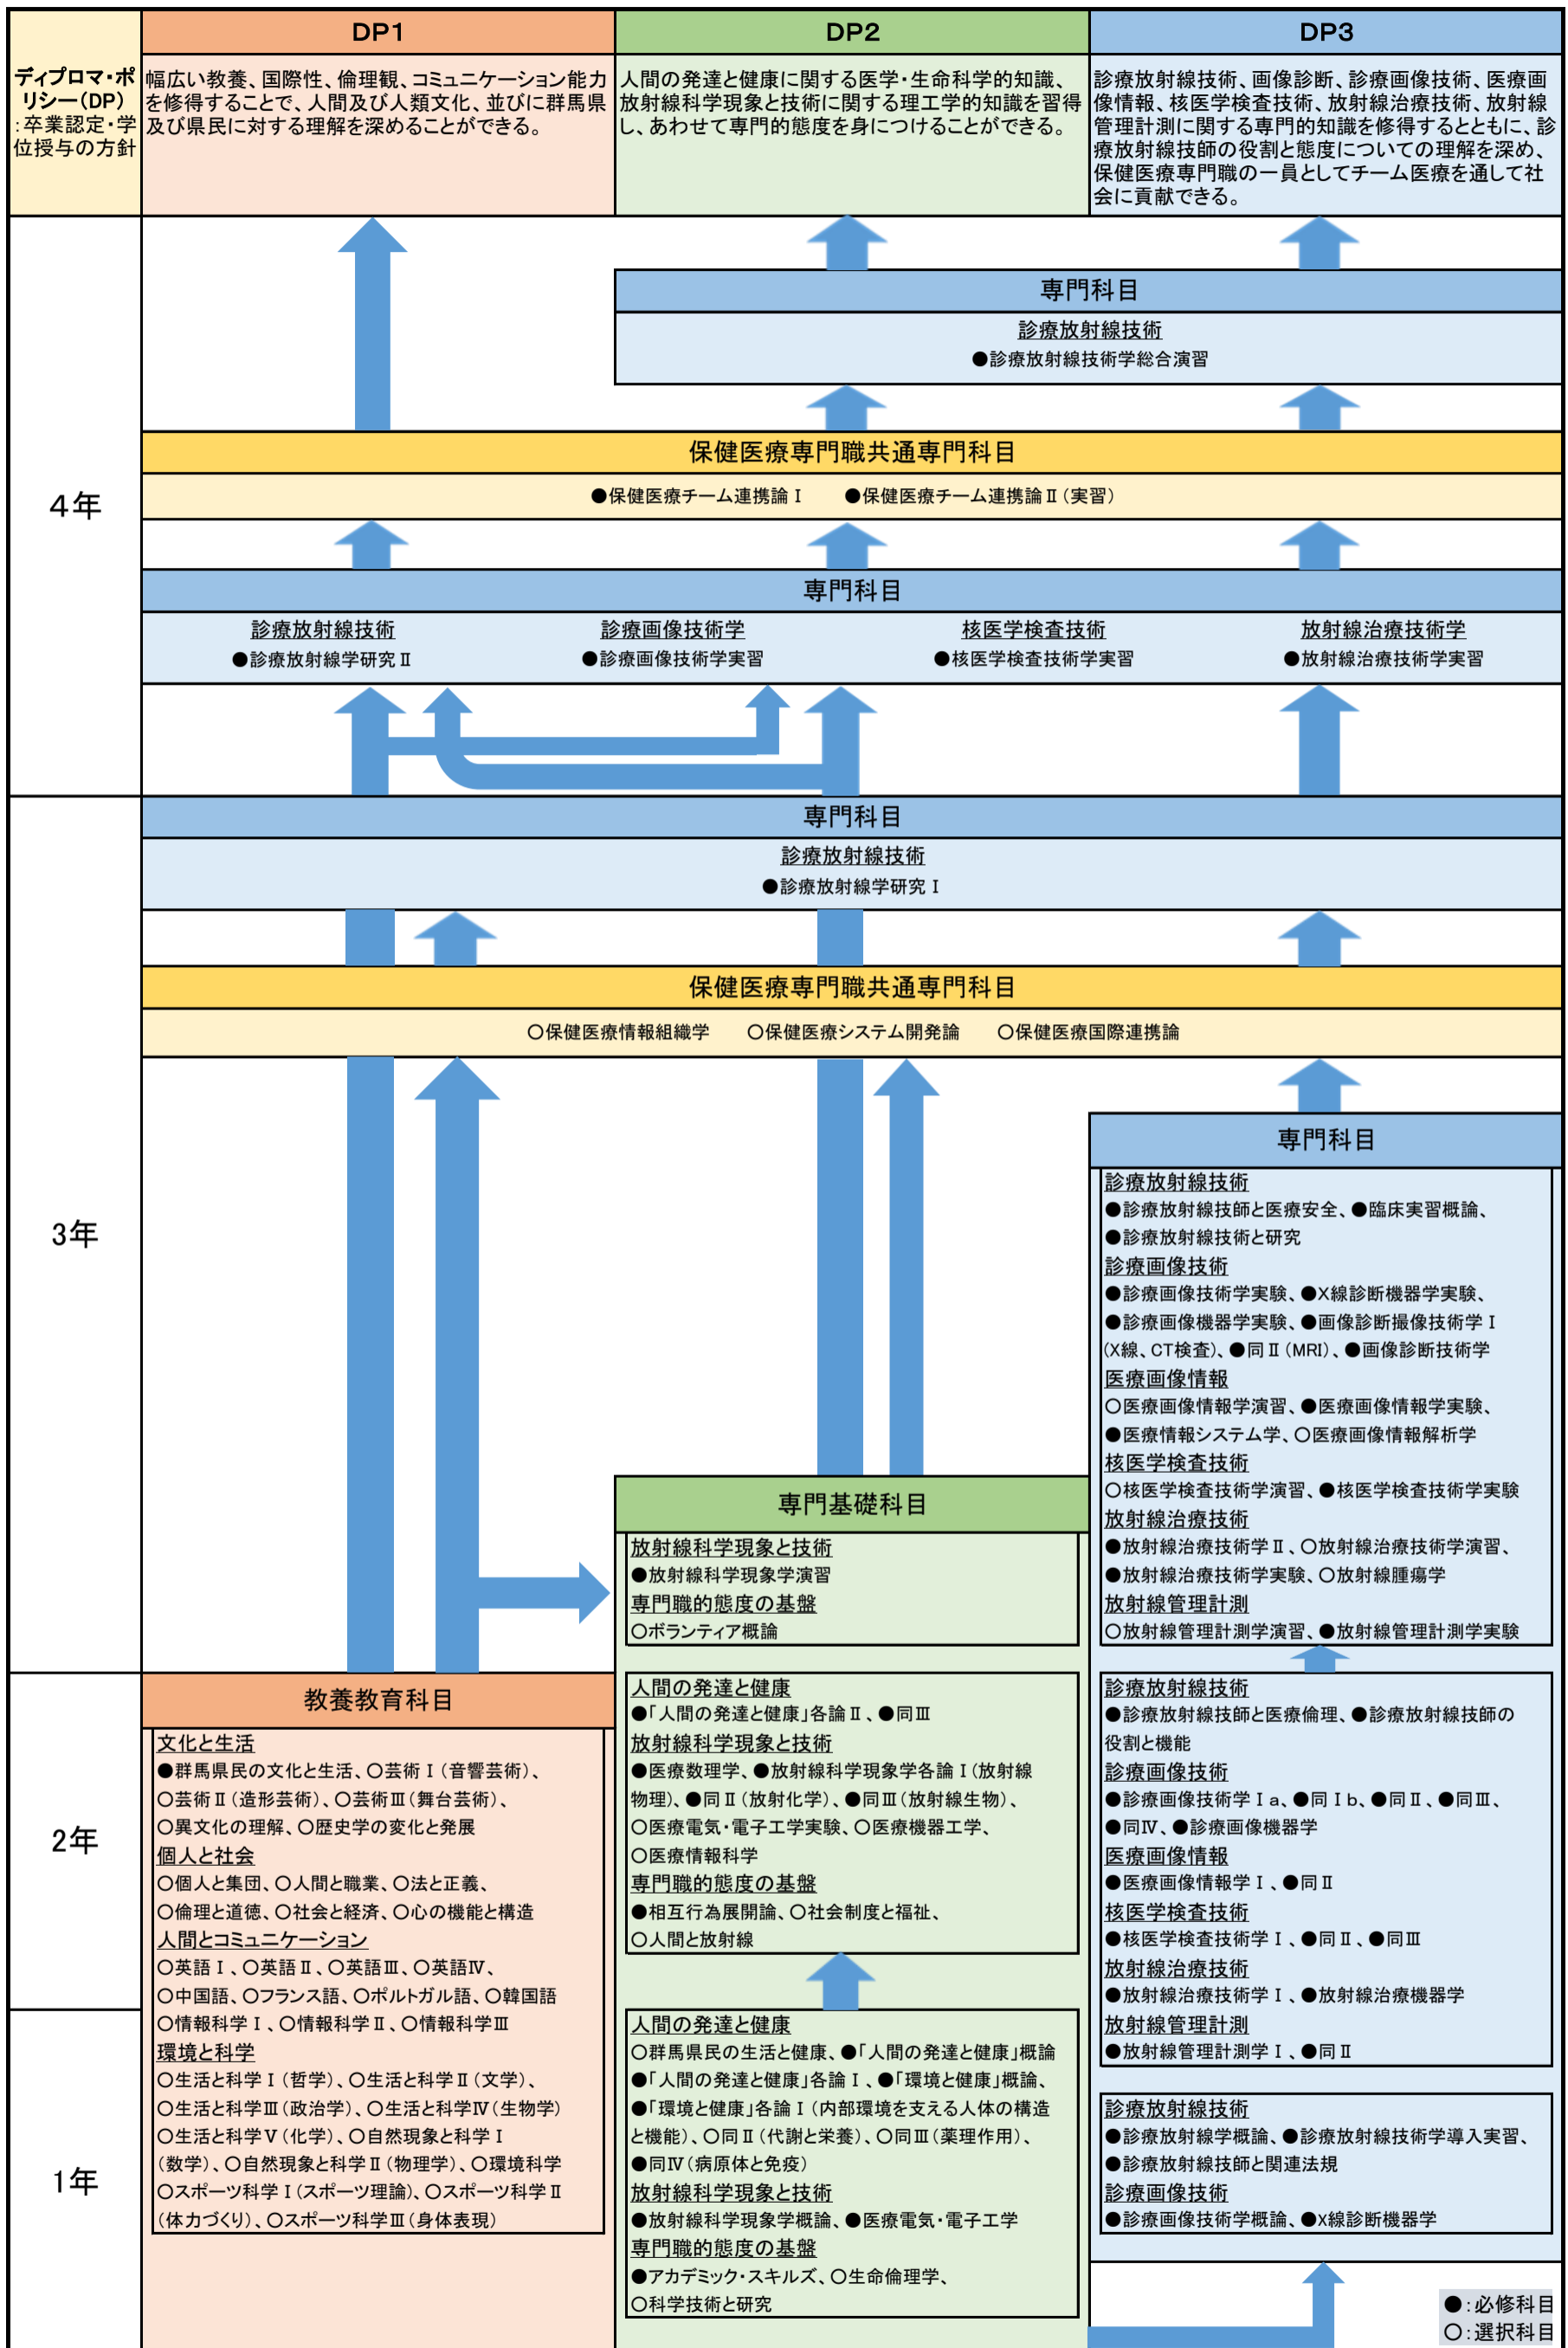 ディプロマ・ポ
リシー（DP）
：卒業認定・学
位授与の方針
DP1
幅広い教養、国際性、倫理観、コミュニケーション能力
を修得することで、人間及び人類文化、並びに群馬県
及び県民に対する理解を深めることができる。
DP2
人間の発達と健康に関する医学・生命科学的知識、
放射線科学現象と技術に関する理工学的知識を習得
し、あわせて専門的態度を身につけることができる。
DP3
診療放射線技術、画像診断、診療画像技術、医療画
像情報、核医学検査技術、放射線治療技術、放射線
管理計測に関する専門的知識を修得するとともに、診
療放射線技師の役割と態度についての理解を深め、
保健医療専門職の一員としてチーム医療を通して社
会に貢献できる。
4年
専門科目
診療放射線技術
●診療放射線技術学総合演習
保健医療専門職共通専門科目
●保健医療チーム連携論Ⅰ　●保健医療チーム連携論Ⅱ（実習）
専門科目
診療放射線技術
●診療放射線学研究Ⅱ
診療画像技術学
●診療画像技術学実習
核医学検査技術
●核医学検査技術学実習
放射線治療技術学
●放射線治療技術学実習
3年
専門科目
診療放射線技術
●診療放射線学研究Ⅰ
保健医療専門職共通専門科目
○保健医療情報組織学　○保健医療システム開発論　○保健医療国際連携論
専門科目
診療放射線技術
●診療放射線技師と医療安全、●臨床実習概論、
●診療放射線技術と研究
診療画像技術
●診療画像技術学実験、●X線診断機器学実験、
●診療画像機器学実験、●画像診断撮像技術学Ⅰ
（X線、CT検査）、●同Ⅱ（MRI）、●画像診断技術学
医療画像情報
○医療画像情報学演習、●医療画像情報学実験、
●医療情報システム学、○医療画像情報解析学
核医学検査技術
○核医学検査技術学演習、●核医学検査技術学実験
放射線治療技術
●放射線治療技術学Ⅱ、○放射線治療技術学演習、
●放射線治療技術学実験、○放射線腫瘍学
放射線管理計測
○放射線管理計測学演習、●放射線管理計測学実験
専門基礎科目
放射線科学現象と技術
●放射線科学現象学演習
専門職的態度の基盤
○ボランティア概論
2年
教養教育科目
文化と生活
●群馬県民の文化と生活、○芸術Ⅰ（音響芸術）、
○芸術Ⅱ（造形芸術）、○芸術Ⅲ（舞台芸術）、
○異文化の理解、○歴史学の変化と発展
個人と社会
○個人と集団、○人間と職業、○法と正義、
○倫理と道徳、○社会と経済、○心の機能と構造
人間とコミュニケーション
○英語Ⅰ、○英語Ⅱ、○英語Ⅲ、○英語Ⅳ、
○中国語、○フランス語、○ポルトガル語、○韓国語
○情報科学Ⅰ、○情報科学Ⅱ、○情報科学Ⅲ
環境と科学
○生活と科学Ⅰ（哲学）、○生活と科学Ⅱ（文学）、
○生活と科学Ⅲ（政治学）、○生活と科学Ⅳ（生物学）
○生活と科学Ⅴ（化学）、○自然現象と科学Ⅰ
（数学）、○自然現象と科学Ⅱ（物理学）、○環境科学
○スポーツ科学Ⅰ（スポーツ理論）、○スポーツ科学Ⅱ
（体力づくり）、○スポーツ科学Ⅲ（身体表現）
人間の発達と健康
●「人間の発達と健康」各論Ⅱ、●同Ⅲ
放射線科学現象と技術
●医療数理学、●放射線科学現象学各論Ⅰ（放射線
物理）、●同Ⅱ（放射化学）、●同Ⅲ（放射線生物）、
○医療電気・電子工学実験、○医療機器工学、
○医療情報科学
専門職的態度の基盤
●相互行為展開論、○社会制度と福祉、
○人間と放射線
診療放射線技術
●診療放射線技師と医療倫理、●診療放射線技師の
役割と機能
診療画像技術
●診療画像技術学Ⅰa、●同Ⅰb、●同Ⅱ、●同Ⅲ、
●同Ⅳ、●診療画像機器学
医療画像情報
●医療画像情報学Ⅰ、●同Ⅱ
核医学検査技術
●核医学検査技術学Ⅰ、●同Ⅱ、●同Ⅲ
放射線治療技術
●放射線治療技術学Ⅰ、●放射線治療機器学
放射線管理計測
●放射線管理計測学Ⅰ、●同Ⅱ
1年
人間の発達と健康
○群馬県民の生活と健康、●「人間の発達と健康」概論
●「人間の発達と健康」各論Ⅰ、●「環境と健康」概論、
●「環境と健康」各論Ⅰ（内部環境を支える人体の構造
と機能）、○同Ⅱ（代謝と栄養）、○同Ⅲ（薬理作用）、
●同Ⅳ（病原体と免疫）
放射線科学現象と技術
●放射線科学現象学概論、●医療電気・電子工学
専門職的態度の基盤
●アカデミック・スキルズ、○生命倫理学、
○科学技術と研究
診療放射線技術
●診療放射線学概論、●診療放射線技術学導入実習、
●診療放射線技師と関連法規
診療画像技術
●診療画像技術学概論、●X線診断機器学
●：必修科目
○：選択科目